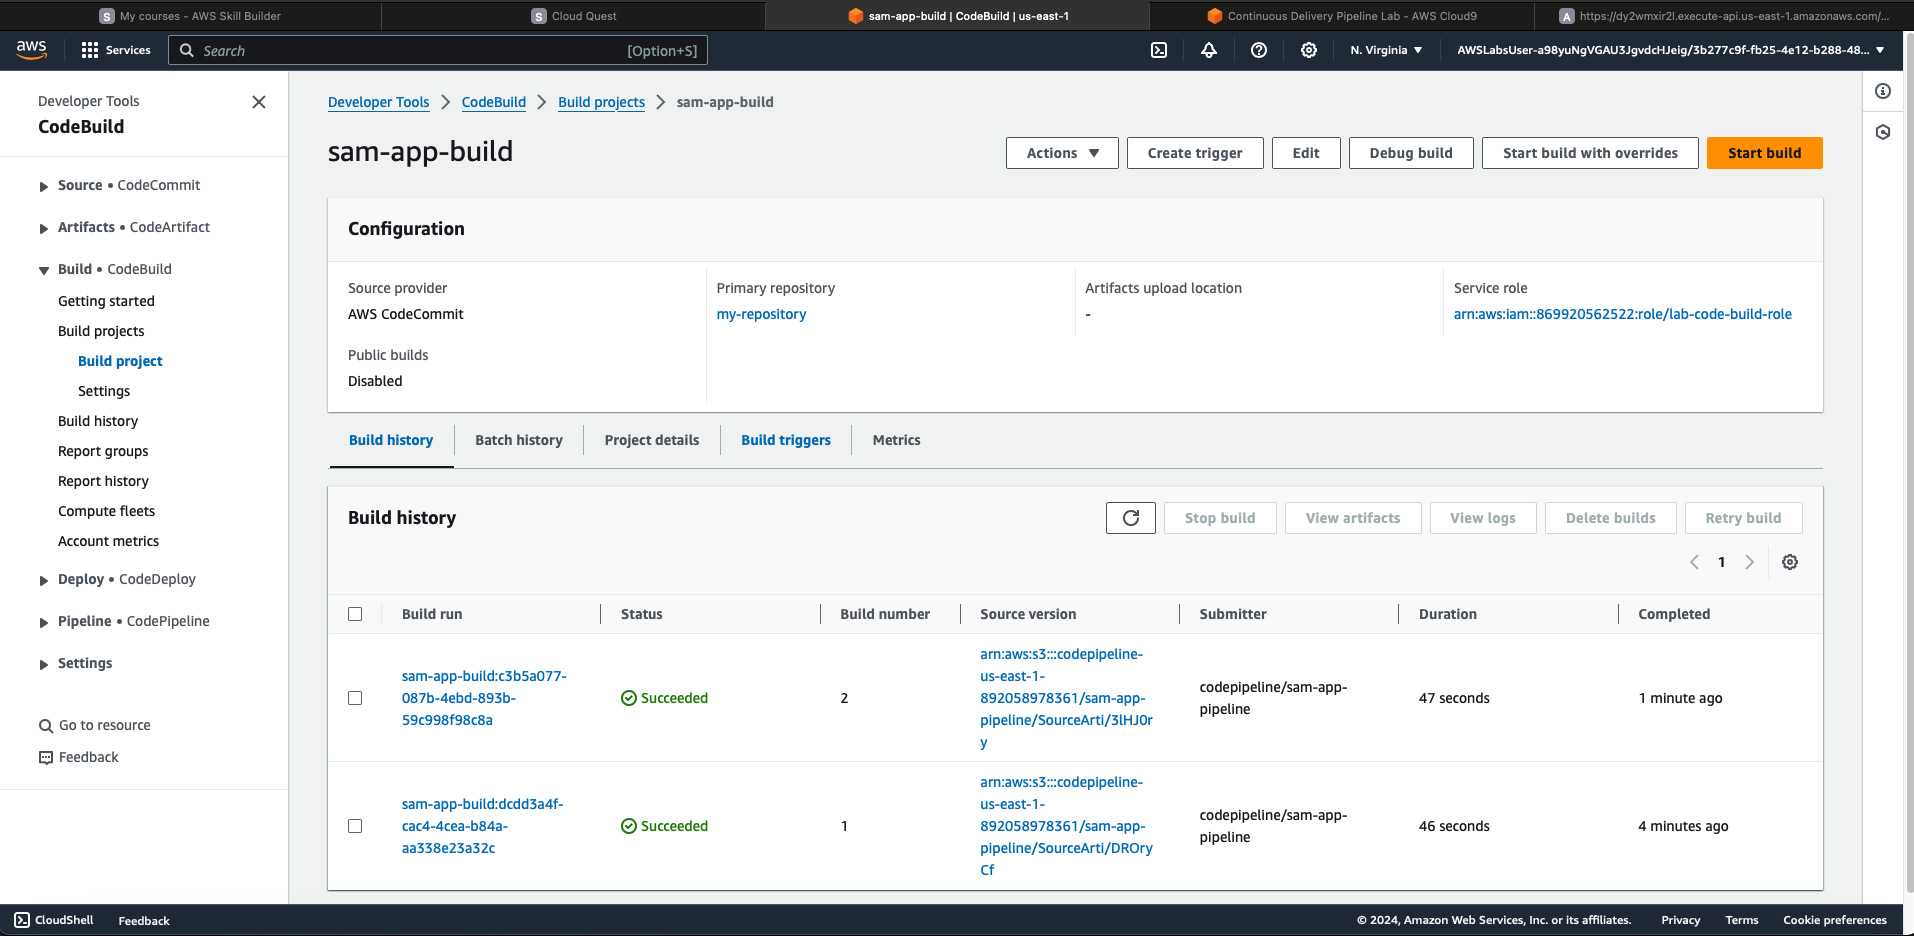 S My courses - AWS Skill Builder
S Cloud Quest
sam-app-build | CodeBuild | us-east-1
Continuous Delivery Pipeline Lab - AWS Cloud9
A https://dy2wmxir2l.execute-api.us-east-1.amazonaws.com/...
aws
Services
Search
[Option+S]
N. Virginia
AWSLabsUser-a98yuNgVGAU3JgvdcHJeig/3b277c9f-fb25-4e12-b288-48...
Developer Tools
CodeBuild
Source • CodeCommit
Artifacts • CodeArtifact
Build • CodeBuild
Getting started
Build projects
Build project
Settings
Build history
Report groups
Report history
Compute fleets
Account metrics
Deploy • CodeDeploy
Pipeline • CodePipeline
Settings
Go to resource
Feedback
Developer Tools > CodeBuild > Build projects > sam-app-build
sam-app-build
Actions
Create trigger
Edit
Debug build
Start build with overrides
Start build
Configuration
Source provider
AWS CodeCommit
Primary repository
my-repository
Artifacts upload location
-
Service role
arn:aws:iam::869920562522:role/lab-code-build-role
Public builds
Disabled
Build history
Batch history
Project details
Build triggers
Metrics
Build history
Stop build
View artifacts
View logs
Delete builds
Retry build
1
Build run
Status
Build number
Source version
Submitter
Duration
Completed
sam-app-build:c3b5a077-
087b-4ebd-893b-
59c998f98c8a
Succeeded
2
arn:aws:s3:::codepipeline-
us-east-1-
892058978361/sam-app-
pipeline/SourceArti/3lHJ0r
y
codepipeline/sam-app-
pipeline
47 seconds
1 minute ago
sam-app-build:dcdd3a4f-
cac4-4cea-b84a-
aa338e23a32c
Succeeded
1
arn:aws:s3:::codepipeline-
us-east-1-
892058978361/sam-app-
pipeline/SourceArti/DROry
Cf
codepipeline/sam-app-
pipeline
46 seconds
4 minutes ago
CloudShell
Feedback
© 2024, Amazon Web Services, Inc. or its affiliates.
Privacy
Terms
Cookie preferences